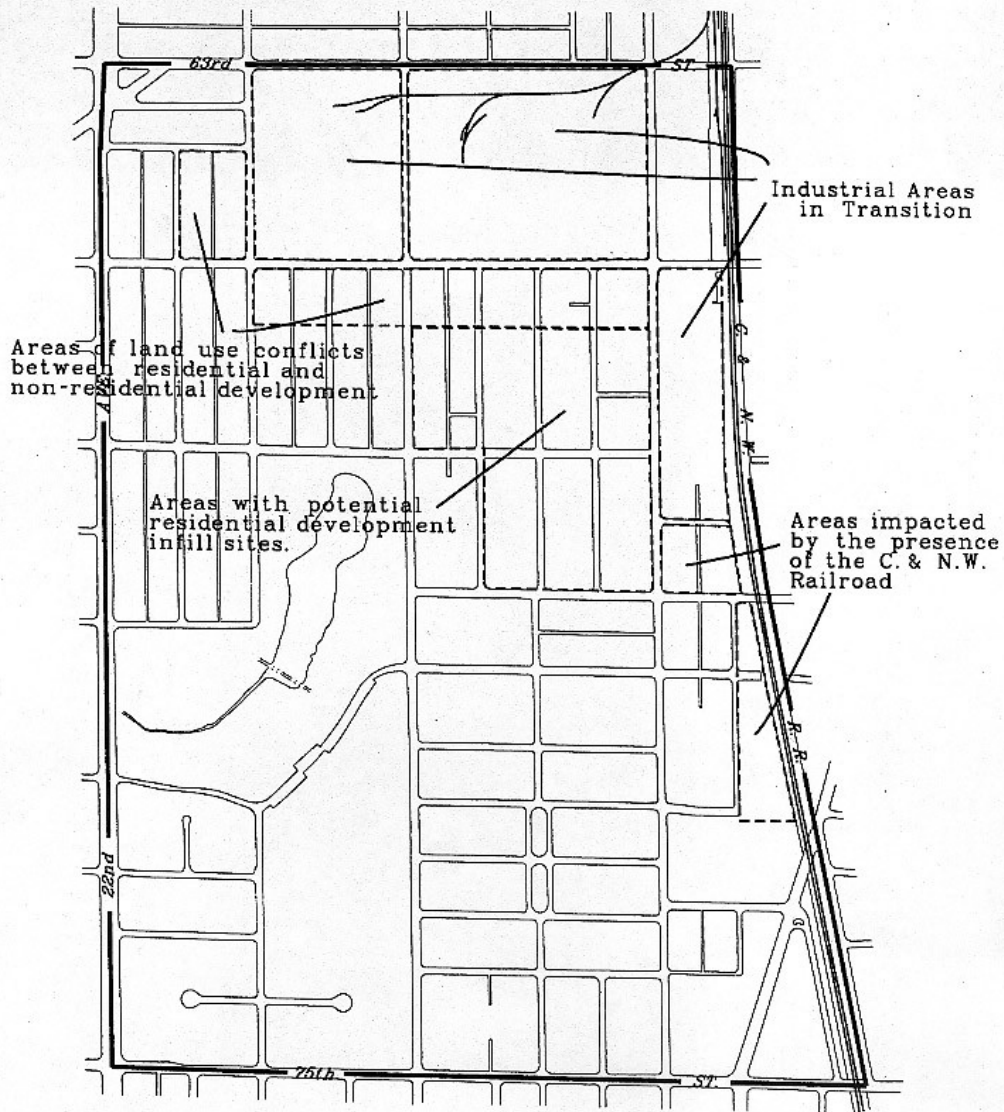 63rd ST.
Industrial Areas
in Transition
C. & N. W. R. R.
Areas of land use conflicts
between residential and
non-residential development
AVE.
Areas with potential
residential development
infill sites.
Areas impacted
by the presence
of the C. & N.W.
Railroad
22nd
75th ST.